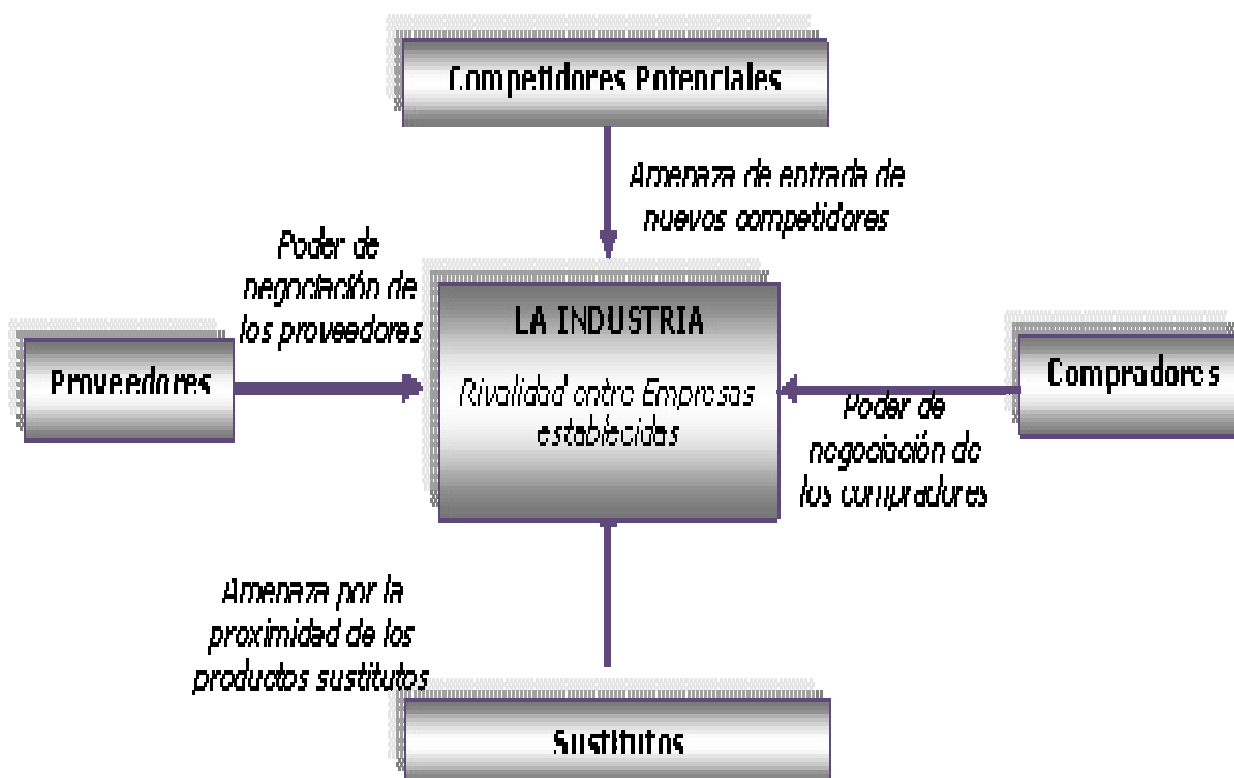 Competidores Potenciales
Amenaza de entrada de
nuevos competidores
Poder de
negociación de
los proveedores
LA INDUSTRIA
Rivalidad entre Empresas
establecidas
Proveedores
Compradores
Poder de
negociación de
los compradores
Amenaza por la
proximidad de los
productos sustitutos
Sustitutos